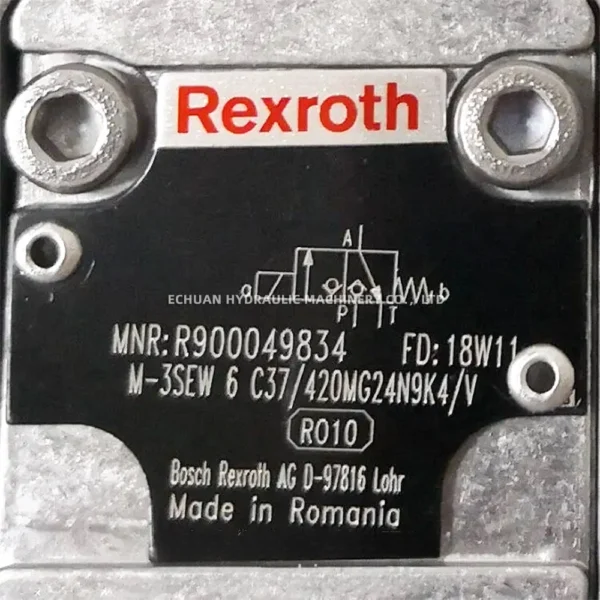 Rexroth
A
a
b
P T
ECHUAN HYDRAULIC MACHINERY CO., LTD
MNR: R900049834 FD: 18W11
M-3SEW 6 C37/420MG24N9K4/V
RO10
Bosch Rexroth AG D-97816 Lohr
Made in Romania